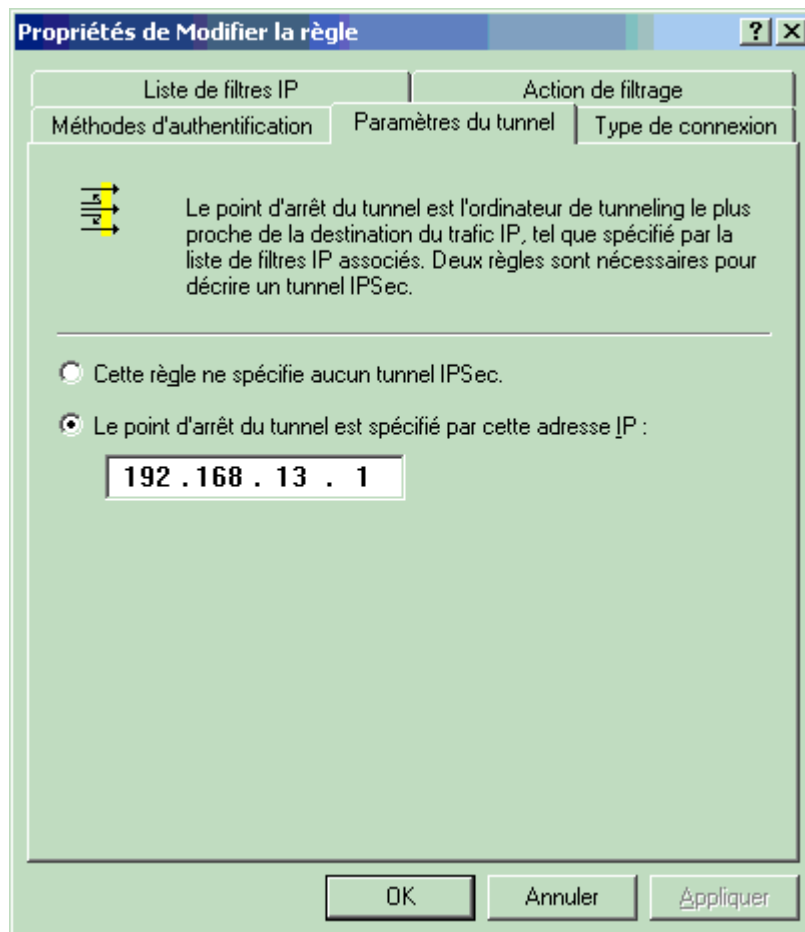 Propriétés de Modifier la règle
Liste de filtres IP
Action de filtrage
Méthodes d'authentification
Paramètres du tunnel
Type de connexion
Le point d'arrêt du tunnel est l'ordinateur de tunneling le plus
proche de la destination du trafic IP, tel que spécifié par la
liste de filtres IP associés. Deux règles sont nécessaires pour
décrire un tunnel IPSec.
Cette règle ne spécifie aucun tunnel IPSec.
Le point d'arrêt du tunnel est spécifié par cette adresse IP :
192 . 168 . 13 . 1
OK
Annuler
Appliquer